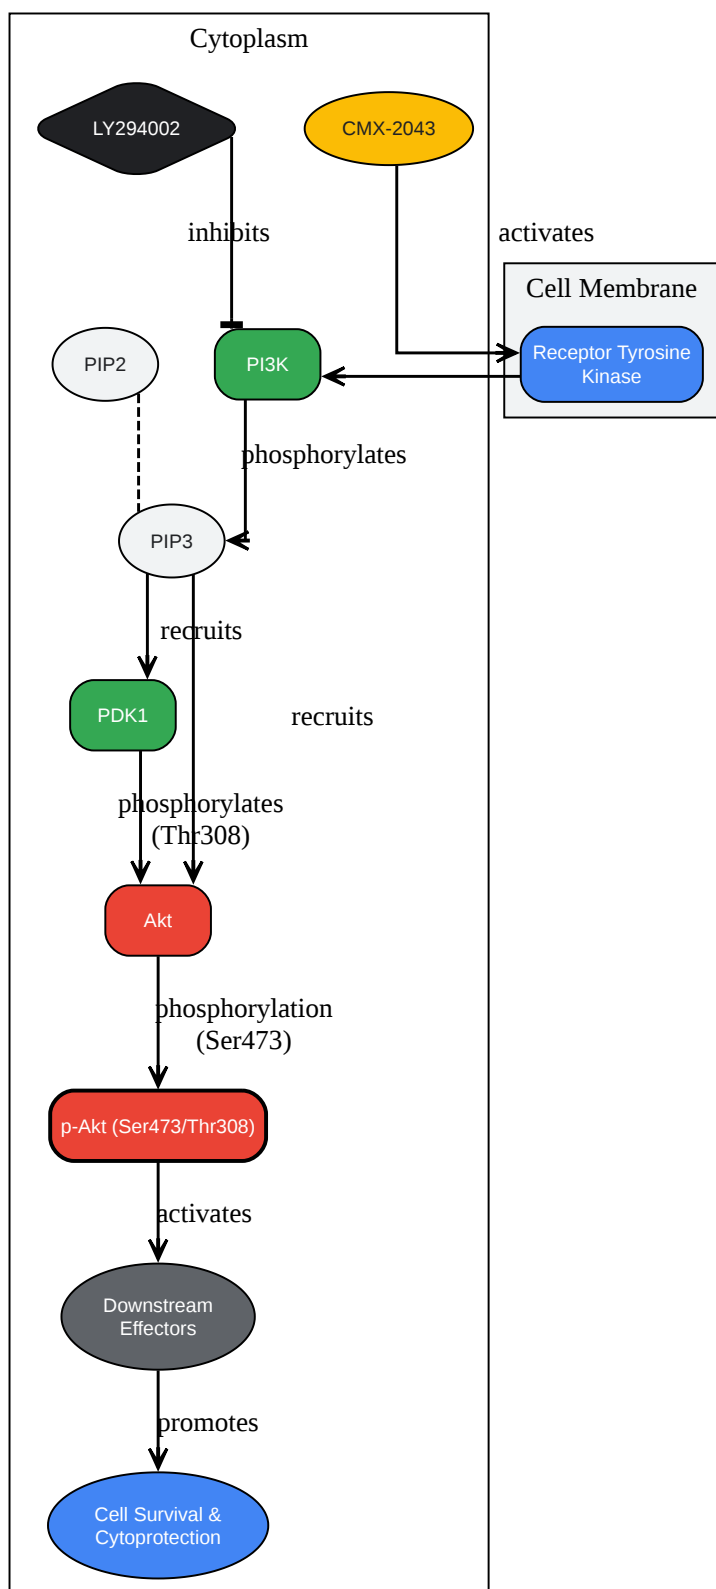 Cytoplasm
LY294002
CMX-2043
inhibits
activates
Cell Membrane
PIP2
PI3K
Receptor Tyrosine
Kinase
phosphorylates
PIP3
recruits
PDK1
recruits
phosphorylates
(Thr308)
Akt
phosphorylation
(Ser473)
p-Akt (Ser473/Thr308)
activates
Downstream
Effectors
promotes
Cell Survival &
Cytoprotection